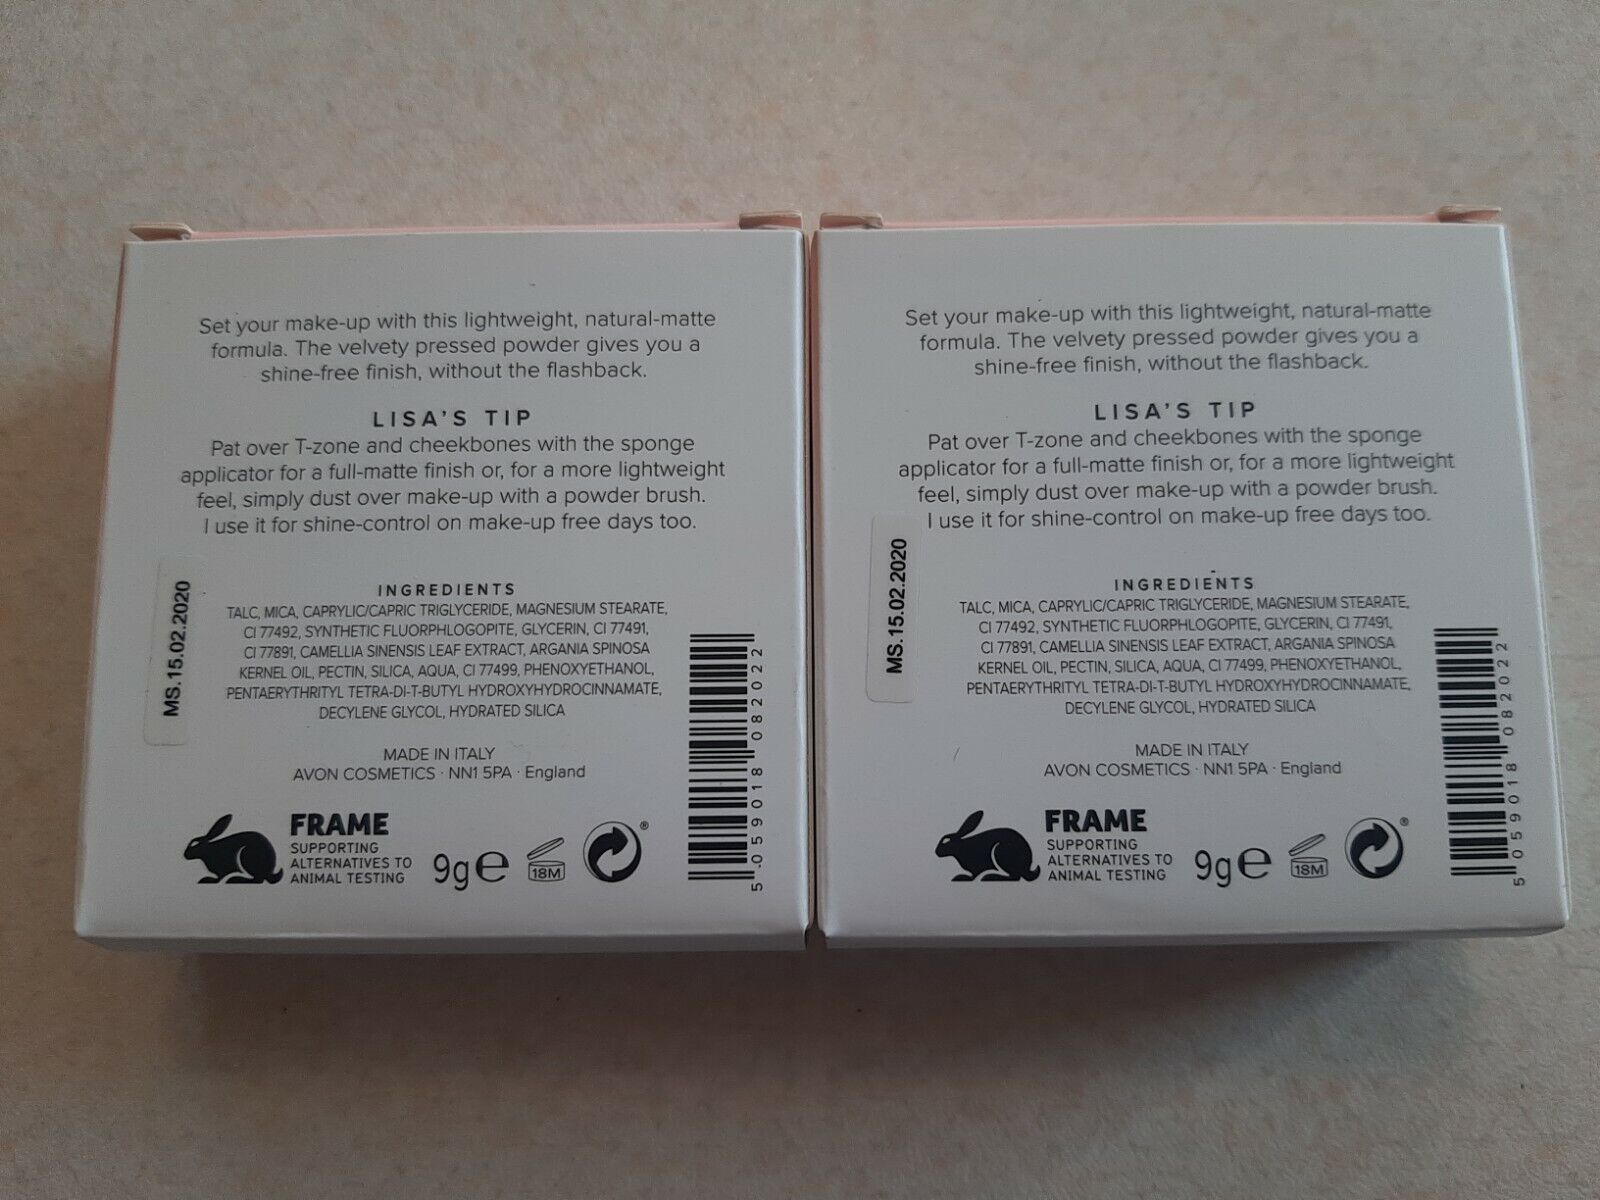 Set your make-up with this lightweight, natural-matte
formula. The velvety pressed powder gives you a
shine-free finish, without the flashback.
LISA'S TIP
Pat over T-zone and cheekbones with the sponge
applicator for a full-matte finish or, for a more lightweight
feel, simply dust over make-up with a powder brush.
I use it for shine-control on make-up free days too.
MS.15.02.2020
INGREDIENTS
TALC, MICA, CAPRYLIC/CAPRIC TRIGLYCERIDE, MAGNESIUM STEARATE,
CI 77492, SYNTHETIC FLUORPHLOGOPITE, GLYCERIN, CI 77491,
CI 77891, CAMELLIA SINENSIS LEAF EXTRACT, ARGANIA SPINOSA
KERNEL OIL, PECTIN, SILICA, AQUA, CI 77499, PHENOXYETHANOL,
PENTAERYTHRITYL TETRA-DI-T-BUTYL HYDROXYHYDROCINNAMATE,
DECYLENE GLYCOL, HYDRATED SILICA
MADE IN ITALY
AVON COSMETICS · NN1 5PA · England
FRAME
SUPPORTING
ALTERNATIVES TO
ANIMAL TESTING
9g e
18M
®
5 059018 082022
Set your make-up with this lightweight, natural-matte
formula. The velvety pressed powder gives you a
shine-free finish, without the flashback.
LISA'S TIP
Pat over T-zone and cheekbones with the sponge
applicator for a full-matte finish or, for a more lightweight
feel, simply dust over make-up with a powder brush.
I use it for shine-control on make-up free days too.
MS.15.02.2020
INGREDIENTS
TALC, MICA, CAPRYLIC/CAPRIC TRIGLYCERIDE, MAGNESIUM STEARATE,
CI 77492, SYNTHETIC FLUORPHLOGOPITE, GLYCERIN, CI 77491,
CI 77891, CAMELLIA SINENSIS LEAF EXTRACT, ARGANIA SPINOSA
KERNEL OIL, PECTIN, SILICA, AQUA, CI 77499, PHENOXYETHANOL,
PENTAERYTHRITYL TETRA-DI-T-BUTYL HYDROXYHYDROCINNAMATE,
DECYLENE GLYCOL, HYDRATED SILICA
MADE IN ITALY
AVON COSMETICS · NN1 5PA · England
FRAME
SUPPORTING
ALTERNATIVES TO
ANIMAL TESTING
9g e
18M
®
5 059018 082022